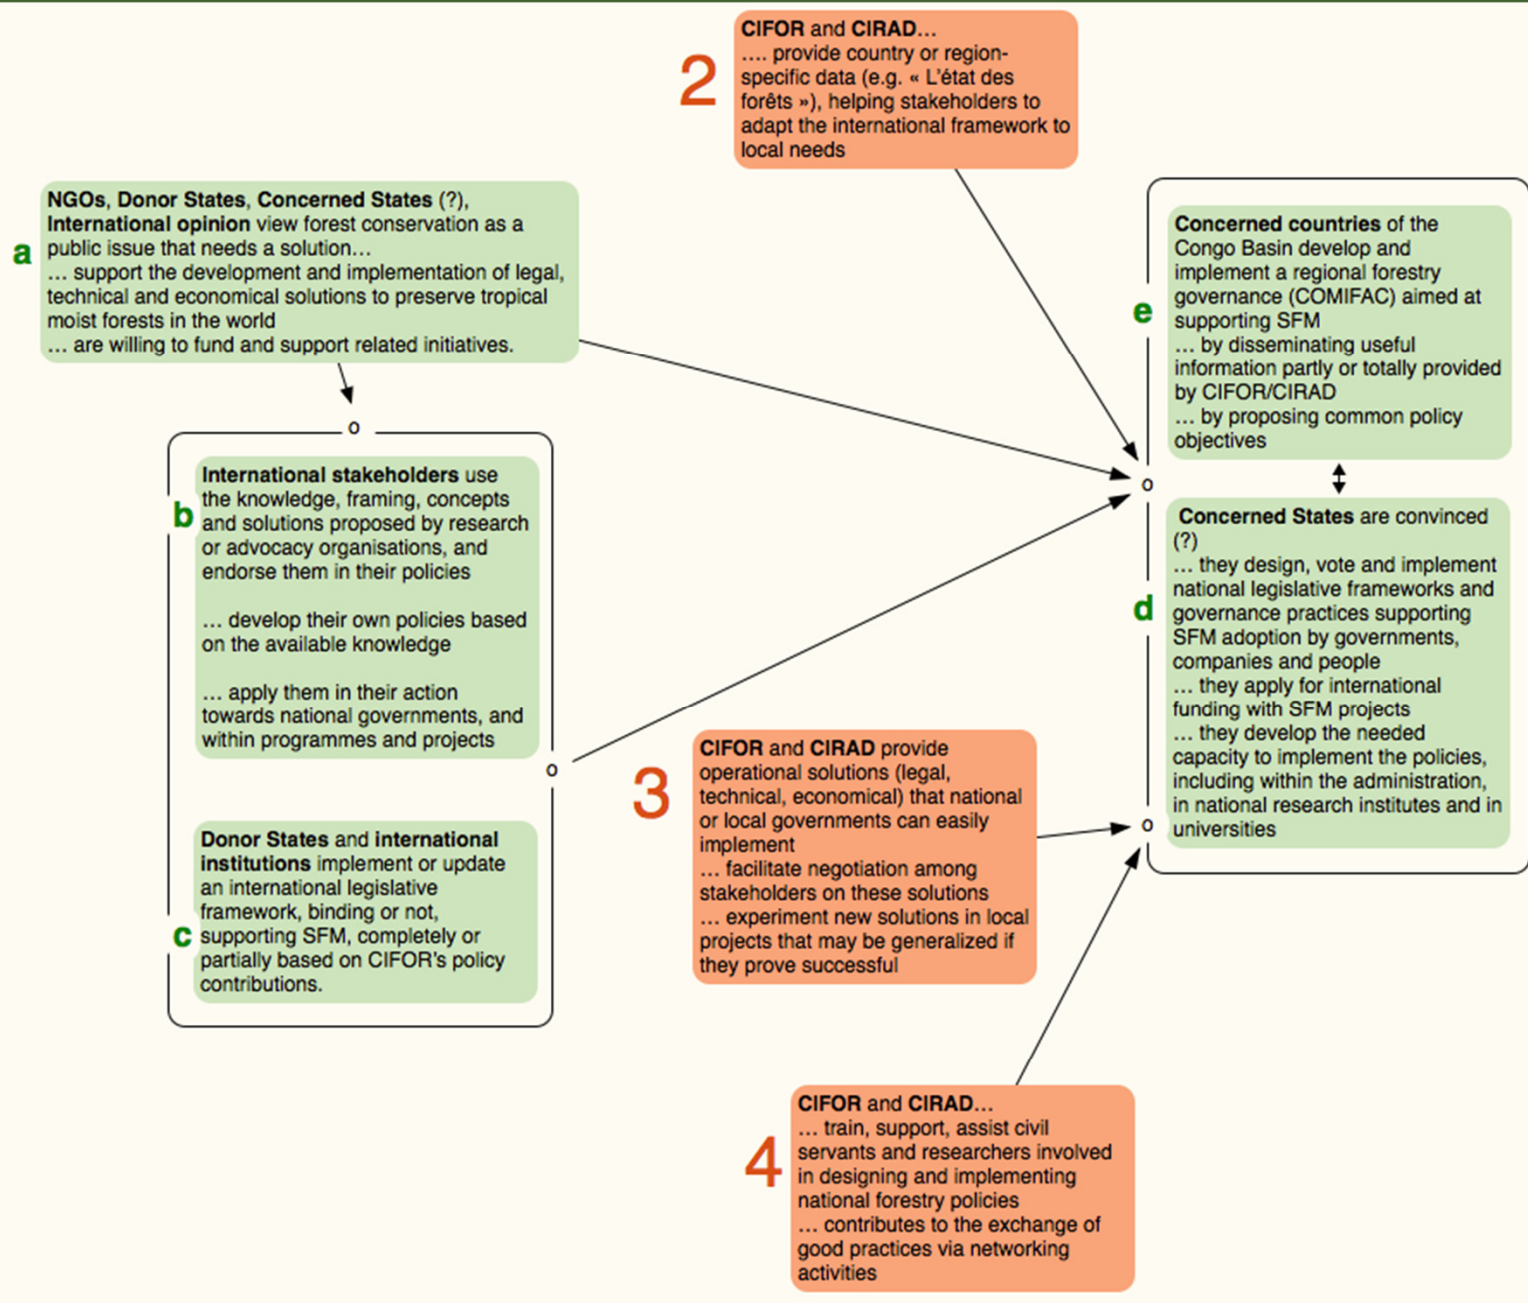 2
CIFOR and CIRAD...
.... provide country or region-
specific data (e.g. « L'état des
forêts »), helping stakeholders to
adapt the international framework to
local needs
a
NGOs, Donor States, Concerned States (?),
International opinion view forest conservation as a
public issue that needs a solution...
... support the development and implementation of legal,
technical and economical solutions to preserve tropical
moist forests in the world
... are willing to fund and support related initiatives.
o
b
International stakeholders use
the knowledge, framing, concepts
and solutions proposed by research
or advocacy organisations, and
endorse them in their policies
... develop their own policies based
on the available knowledge
... apply them in their action
towards national governments, and
within programmes and projects
o
c
Donor States and international
institutions implement or update
an international legislative
framework, binding or not,
supporting SFM, completely or
partially based on CIFOR's policy
contributions.
3
CIFOR and CIRAD provide
operational solutions (legal,
technical, economical) that national
or local governments can easily
implement
... facilitate negotiation among
stakeholders on these solutions
... experiment new solutions in local
projects that may be generalized if
they prove successful
4
CIFOR and CIRAD...
... train, support, assist civil
servants and researchers involved
in designing and implementing
national forestry policies
... contributes to the exchange of
good practices via networking
activities
e
Concerned countries of the
Congo Basin develop and
implement a regional forestry
governance (COMIFAC) aimed at
supporting SFM
... by disseminating useful
information partly or totally provided
by CIFOR/CIRAD
... by proposing common policy
objectives
o
d
Concerned States are convinced
(?)
... they design, vote and implement
national legislative frameworks and
governance practices supporting
SFM adoption by governments,
companies and people
... they apply for international
funding with SFM projects
... they develop the needed
capacity to implement the policies,
including within the administration,
in national research institutes and in
universities
o